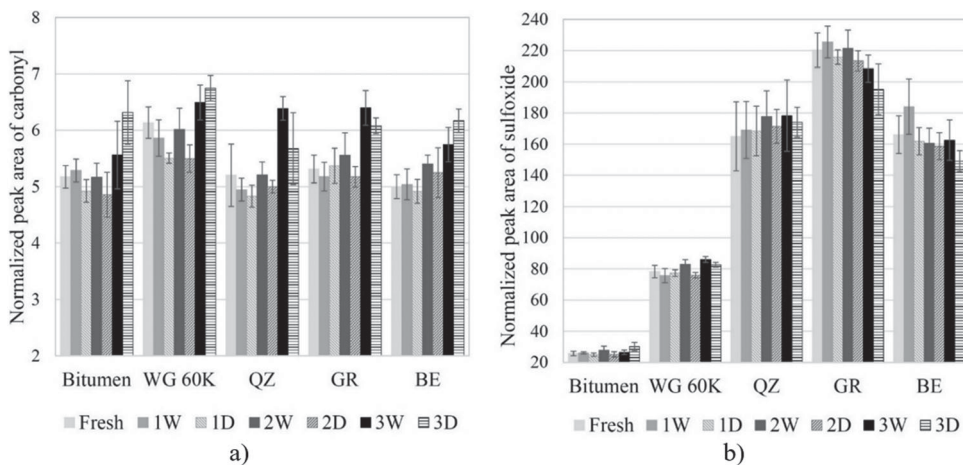 Normalized peak area of carbonyl
8
7
6
5
4
3
2
Bitumen WG 60K QZ GR BE
Fresh 1W 1D 2W 2D 3W 3D
a)
Normalized peak area of sulfoxide
220
200
180
160
140
120
100
80
60
40
20
Bitumen WG 60K QZ GR BE
Fresh 1W 1D 2W 2D 3W 3D
b)